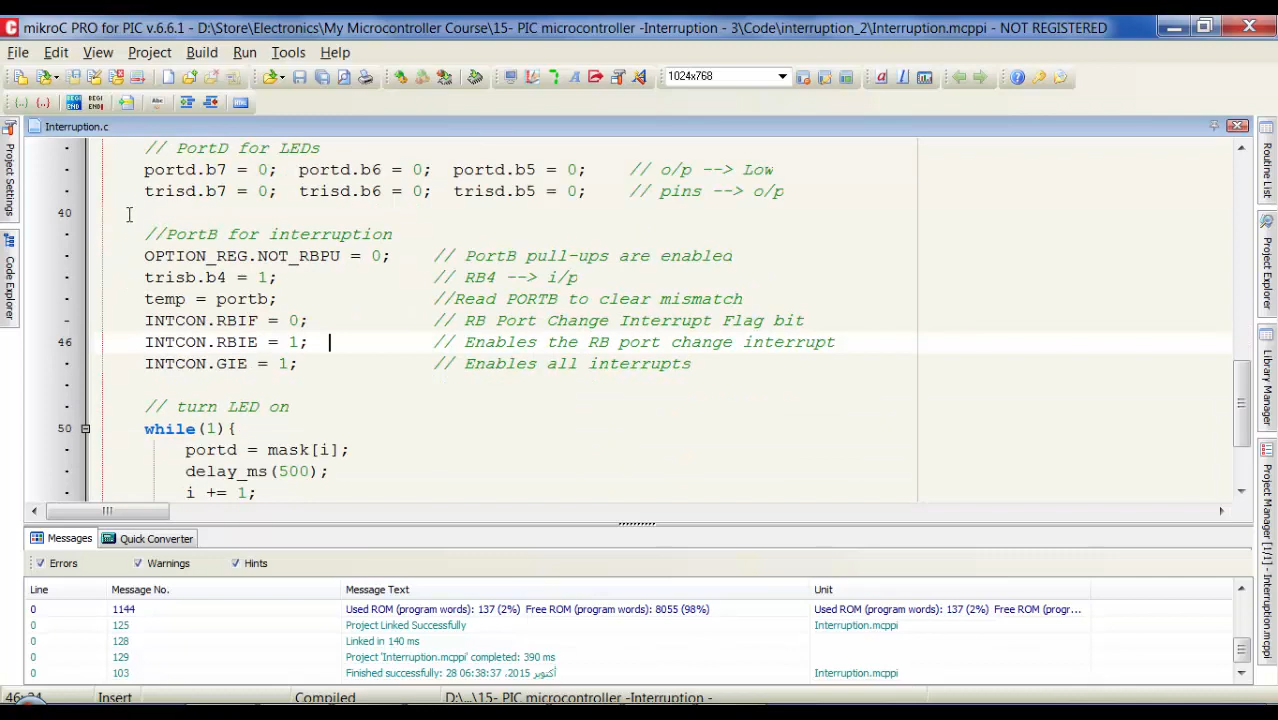 mikroC PRO for PIC v.6.6.1 - D:\Store\Electronics\My Microcontroller Course\15- PIC microcontroller -Interruption - 3\Code\interruption_2\Interruption.mcppi - NOT REGISTERED
File Edit View Project Build Run Tools Help
1024x768
Interruption.c
Project Settings
Code Explorer
// PortD for LEDs
portd.b7 = 0; portd.b6 = 0; portd.b5 = 0; // o/p --> Low
trisd.b7 = 0; trisd.b6 = 0; trisd.b5 = 0; // pins --> o/p
40
//PortB for interruption
OPTION_REG.NOT_RBPU = 0; // PortB pull-ups are enabled
trisb.b4 = 1; // RB4 --> i/p
temp = portb; //Read PORTB to clear mismatch
INTCON.RBIF = 0; // RB Port Change Interrupt Flag bit
46 INTCON.RBIE = 1; // Enables the RB port change interrupt
INTCON.GIE = 1; // Enables all interrupts
// turn LED on
50 while(1){
portd = mask[i];
delay_ms(500);
i += 1;
Routine List
Project Explorer
Library Manager
Project Manager [1/1] - Interruption.mcppi
Messages Quick Converter
Errors Warnings Hints
Line Message No. Message Text Unit
0 1144 Used ROM (program words): 137 (2%) Free ROM (program words): 8055 (98%) Used ROM (program words): 137 (2%) Free ROM (progr...
0 125 Project Linked Successfully Interruption.mcppi
0 128 Linked in 140 ms
0 129 Project 'Interruption.mcppi' completed: 390 ms
0 103 Finished successfully: 28 أكتوبر 2015, 06:38:37 Interruption.mcppi
46:24 Insert Compiled D:\...\15- PIC microcontroller -Interruption -